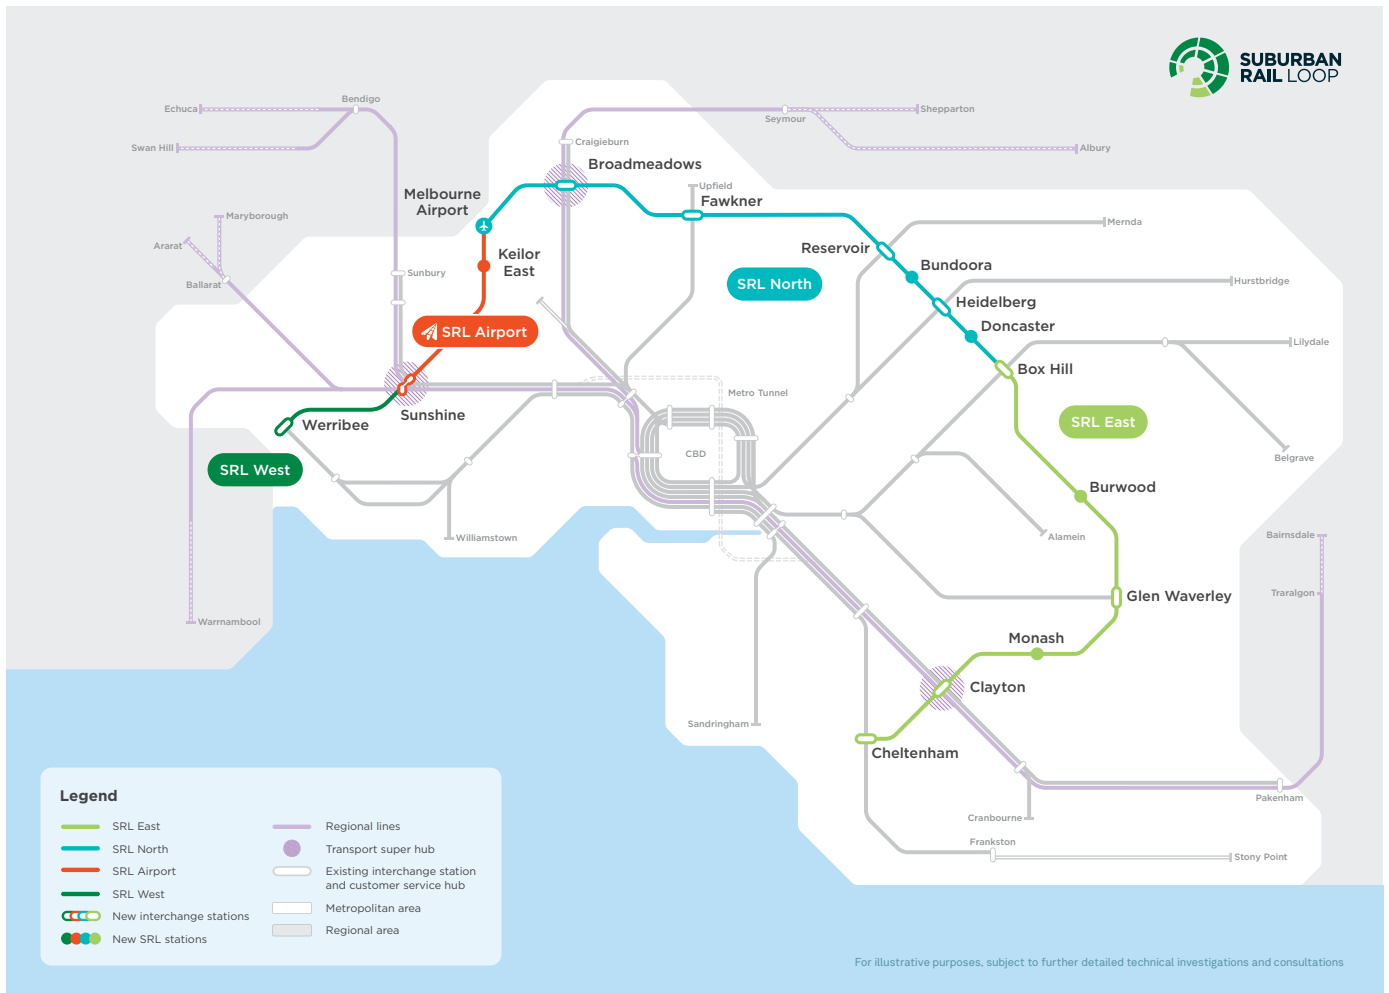 SUBURBAN
RAIL LOOP
Echuca
Bendigo
Swan Hill
Seymour
Shepparton
Albury
Craigieburn
Broadmeadows
Melbourne
Airport
Upfield
Fawkner
Maryborough
Ararat
Ballarat
Sunbury
Keilor
East
Reservoir
Mernda
Bundoora
SRL North
Hurstbridge
Heidelberg
Doncaster
SRL Airport
Lilydale
Box Hill
Metro Tunnel
Sunshine
Werribee
SRL East
CBD
SRL West
Belgrave
Burwood
Williamstown
Alamein
Bairnsdale
Traralgon
Glen Waverley
Warrnambool
Monash
Clayton
Sandringham
Cheltenham
Pakenham
Cranbourne
Frankston
Stony Point
Legend
SRL East
SRL North
SRL Airport
SRL West
New interchange stations
New SRL stations
Regional lines
Transport super hub
Existing interchange station
and customer service hub
Metropolitan area
Regional area
For illustrative purposes, subject to further detailed technical investigations and consultations